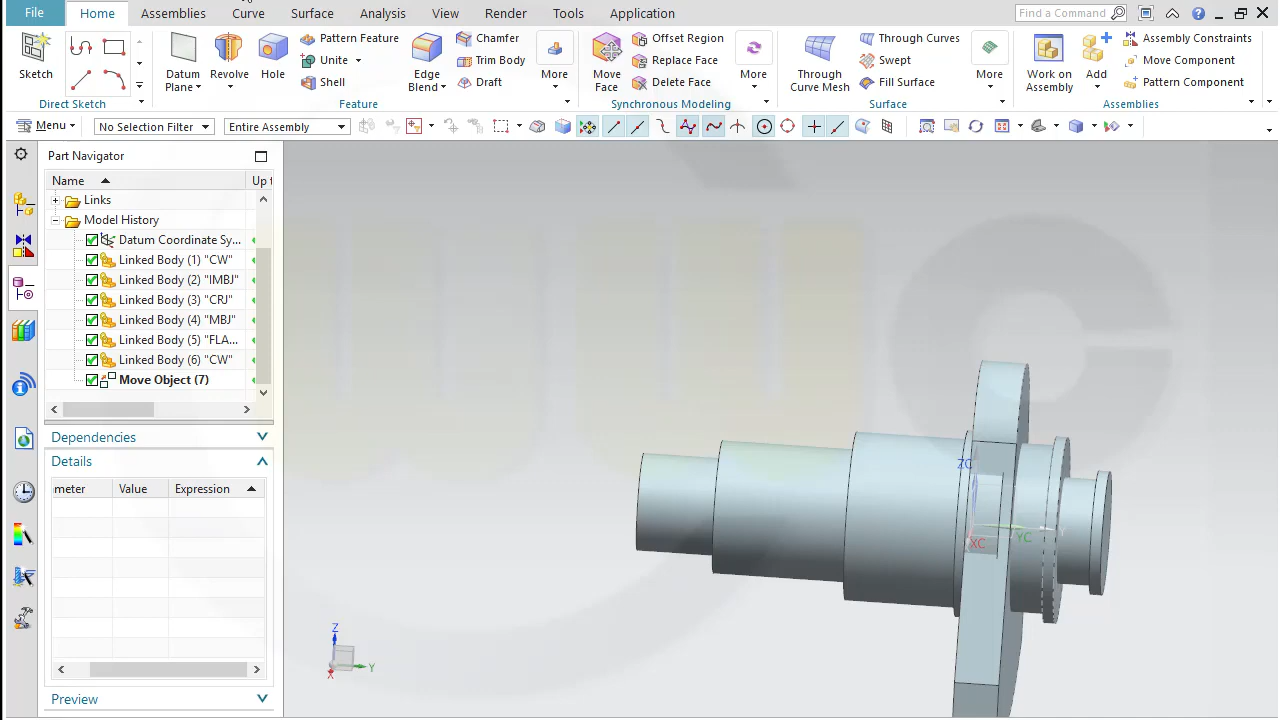 File Home Assemblies Curve Surface Analysis View Render Tools Application Find a Command
Sketch Datum Plane Revolve Hole Pattern Feature Unite Shell Edge Blend Chamfer Trim Body Draft More Move Face Offset Region Replace Face Delete Face More Through Curve Mesh Through Curves Swept Fill Surface More Work on Assembly Add Assembly Constraints Move Component Pattern Component
Direct Sketch Feature Synchronous Modeling Surface Assemblies
Menu No Selection Filter Entire Assembly
Part Navigator
Name Up t
Links
Model History
Datum Coordinate Sy...
Linked Body (1) "CW"
Linked Body (2) "IMBJ"
Linked Body (3) "CRJ"
Linked Body (4) "MBJ"
Linked Body (5) "FLA...
Linked Body (6) "CW"
Move Object (7)
Dependencies
Details
meter Value Expression
Preview
ZC
YC
XC
Y
Z
Y
X